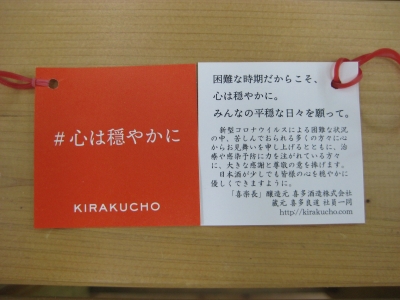 #心は穏やかに
KIRAKUCHO
困難な時期だからこそ、
心は穏やかに。
みんなの平穏な日々を願って。
新型コロナウイルスによる困難な状況
の中、苦しんでおられる多くの方々に心
からお見舞いを申し上げるとともに、治
療や感染予防に力を注がれている方々
に、大きな感謝と尊敬の意を捧げます。
日本酒が少しでも皆様の心を穏やかに
優しくできますように。
「喜楽長」醸造元 喜多酒造株式会社
蔵元 喜多良道 社員一同
http://kirakucho.com